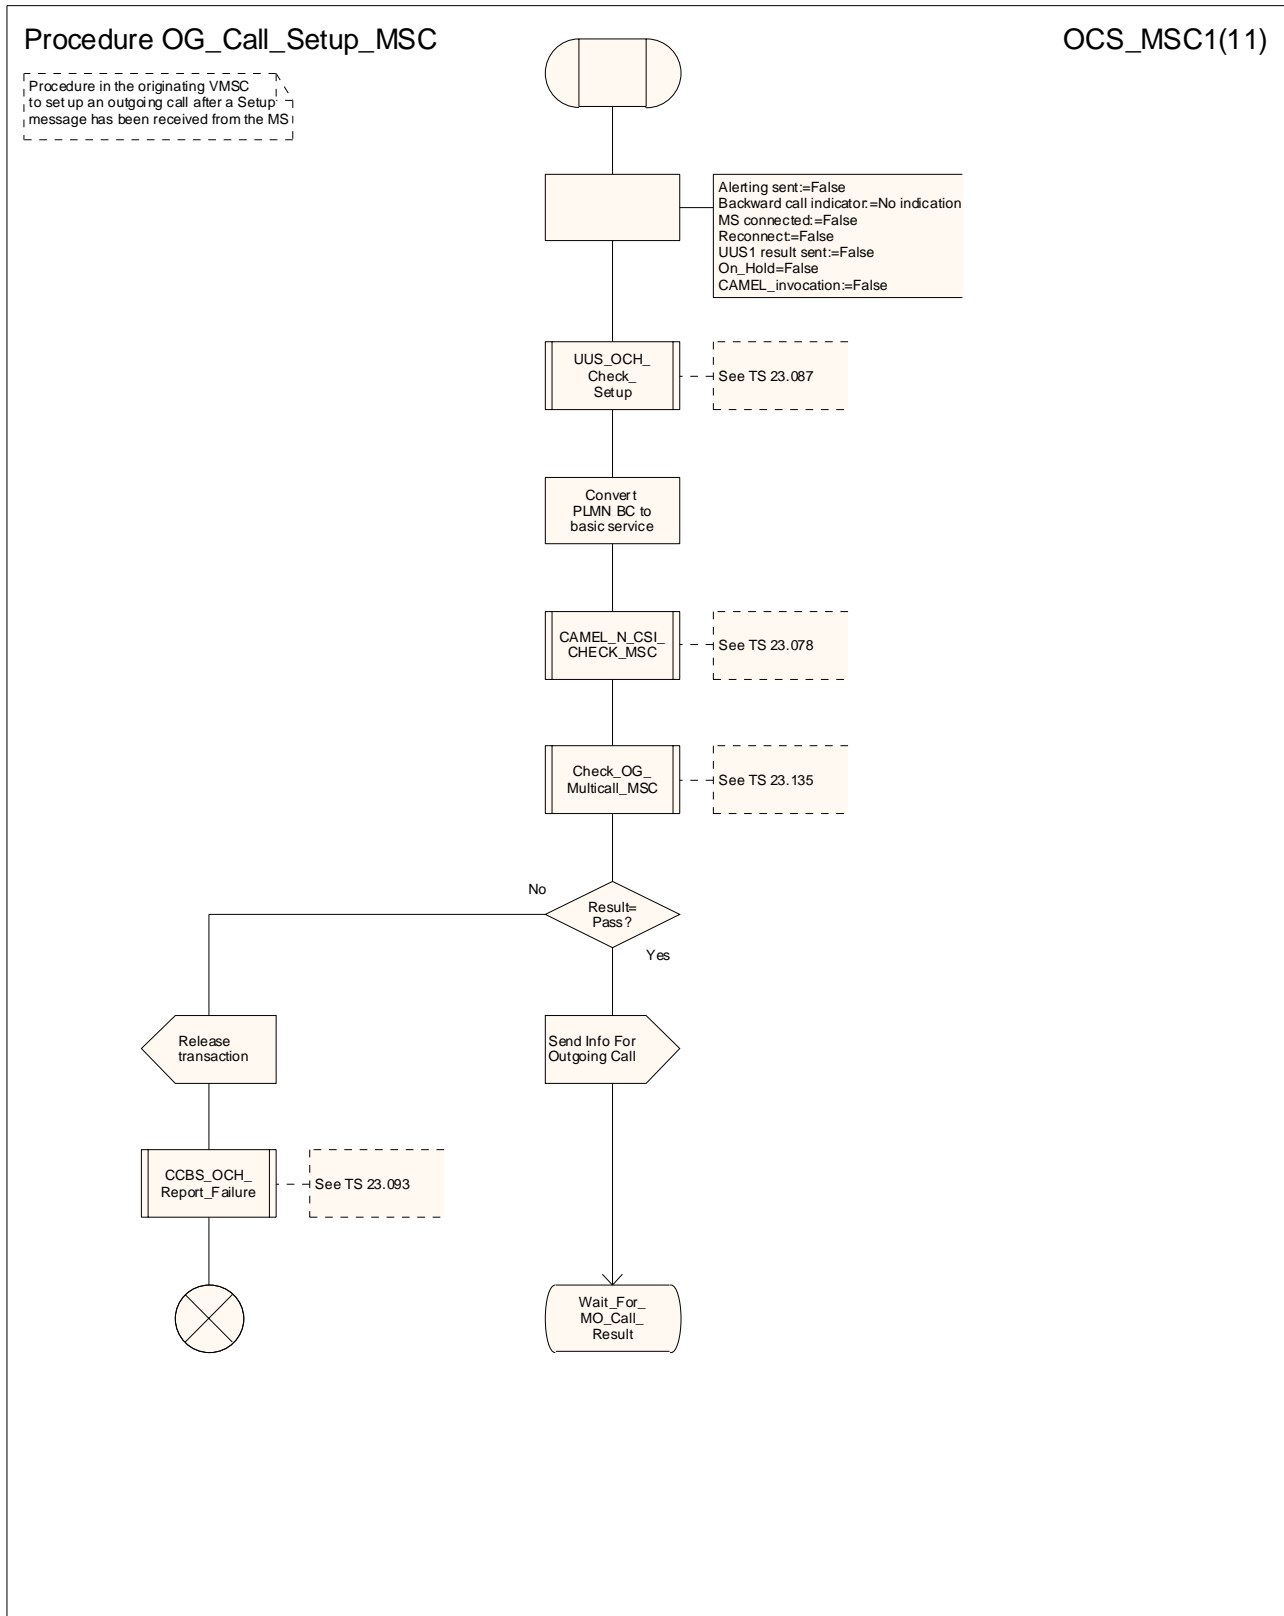 Procedure OG_Call_Setup_MSC
OCS_MSC1(11)
Procedure in the originating VMSC
to set up an outgoing call after a Setup
message has been received from the MS
Alerting sent:=False
Backward call indicator:=No indication
MS connected:=False
Reconnect:=False
UUS1 result sent:=False
On_Hold=False
CAMEL_invocation:=False
UUS_OCH_
Check_
Setup
See TS 23.087
Convert
PLMN BC to
basic service
CAMEL_N_CSI_
CHECK_MSC
See TS 23.078
Check_OG_
Multicall_MSC
See TS 23.135
No
Result=
Pass?
Yes
Release
transaction
Send Info For
Outgoing Call
CCBS_OCH_
Report_Failure
See TS 23.093
Wait_For_
MO_Call_
Result